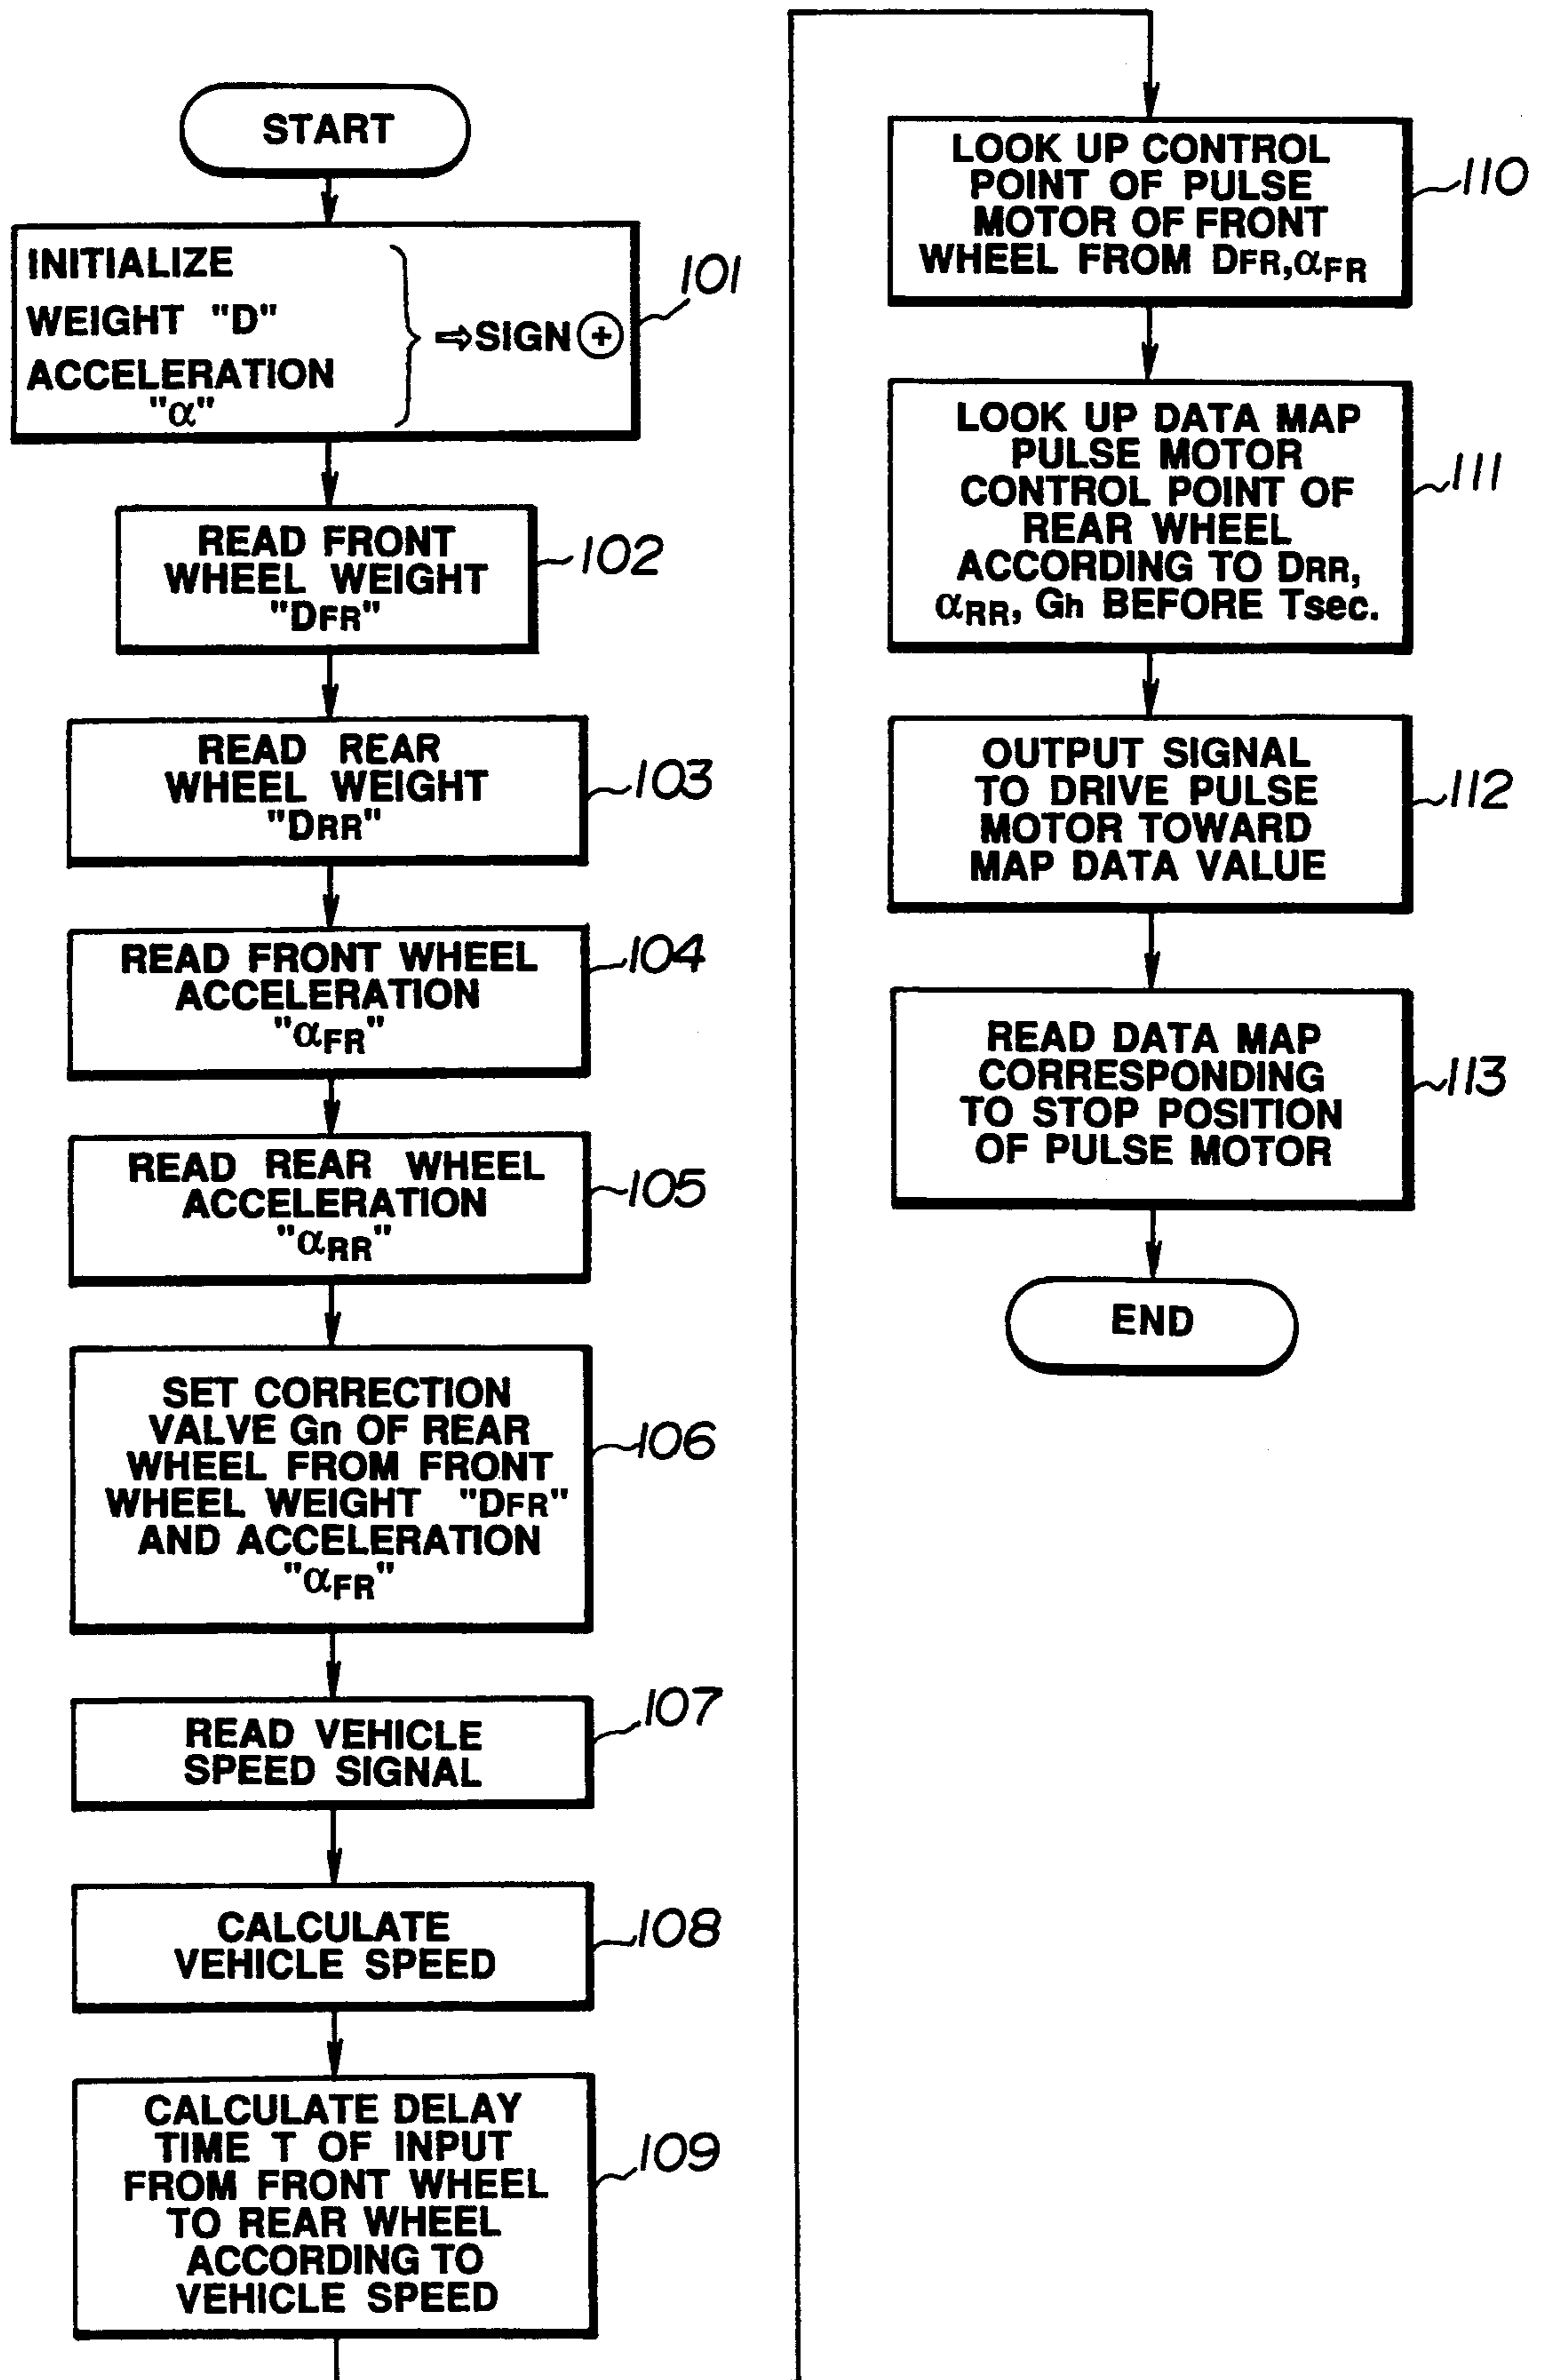 START
INITIALIZE
WEIGHT "D"
ACCELERATION
"α"
⇨SIGN ⊕
101
READ FRONT
WHEEL WEIGHT
"DFR"
102
READ REAR
WHEEL WEIGHT
"DRR"
103
READ FRONT WHEEL
ACCELERATION
"αFR"
104
READ REAR WHEEL
ACCELERATION
"αRR"
105
SET CORRECTION
VALVE Gn OF REAR
WHEEL FROM FRONT
WHEEL WEIGHT "DFR"
AND ACCELERATION
"αFR"
106
READ VEHICLE
SPEED SIGNAL
107
CALCULATE
VEHICLE SPEED
108
CALCULATE DELAY
TIME T OF INPUT
FROM FRONT WHEEL
TO REAR WHEEL
ACCORDING TO
VEHICLE SPEED
109
LOOK UP CONTROL
POINT OF PULSE
MOTOR OF FRONT
WHEEL FROM DFR,αFR
110
LOOK UP DATA MAP
PULSE MOTOR
CONTROL POINT OF
REAR WHEEL
ACCORDING TO DRR,
αRR, Gh BEFORE Tsec.
111
OUTPUT SIGNAL
TO DRIVE PULSE
MOTOR TOWARD
MAP DATA VALUE
112
READ DATA MAP
CORRESPONDING
TO STOP POSITION
OF PULSE MOTOR
113
END